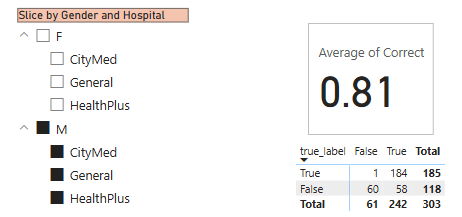 Slice by Gender and Hospital
F
CityMed
General
HealthPlus
M
CityMed
General
HealthPlus
Average of Correct
0.81
true_label False True Total
True 1 184 185
False 60 58 118
Total 61 242 303